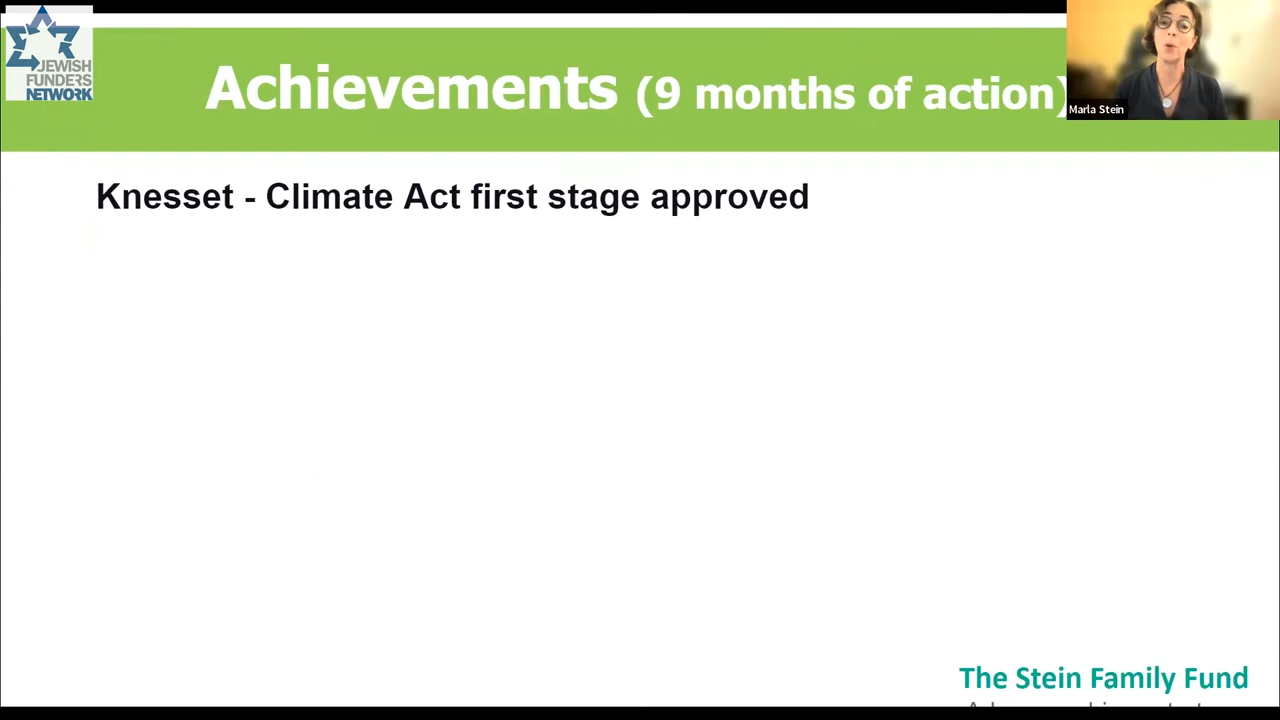 JEWISH
FUNDERS
NETWORK
Achievements (9 months of action)
Marla Stein
Knesset - Climate Act first stage approved
The Stein Family Fund